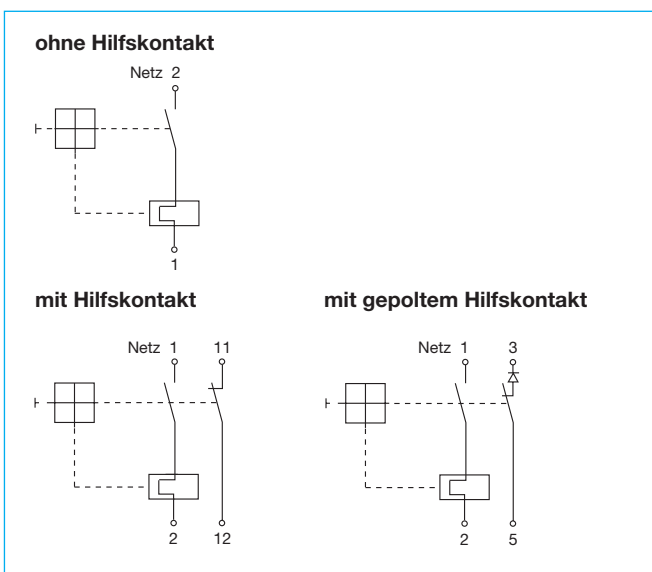 ohne Hilfskontakt
Netz 2
1
mit Hilfskontakt
Netz 1 11
2 12
mit gepoltem Hilfskontakt
Netz 1 3
2 5